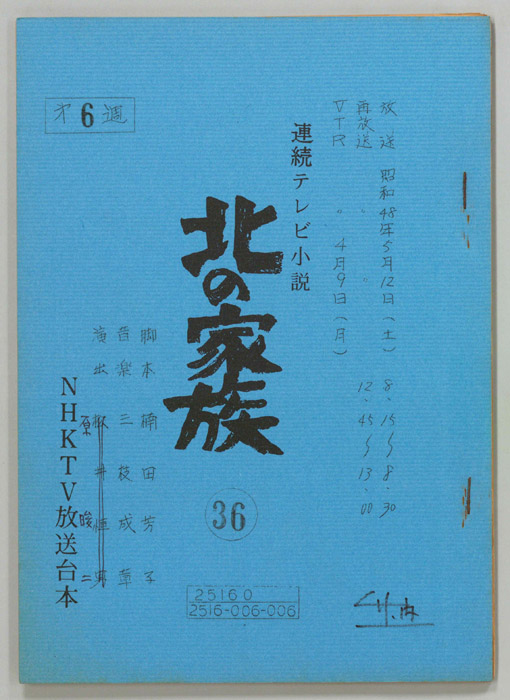 第6週
放送 昭和48年5月12日(土) 8.15〜8.30
再放送 〃 〃 12.45〜13.00
VTR 〃 4月9日(月)
連続テレビ小説
北の家族
36
脚本 楠田芳子
音楽 三枝成章
演出
原
二
NHKTV放送台本
25160
2516-006-006